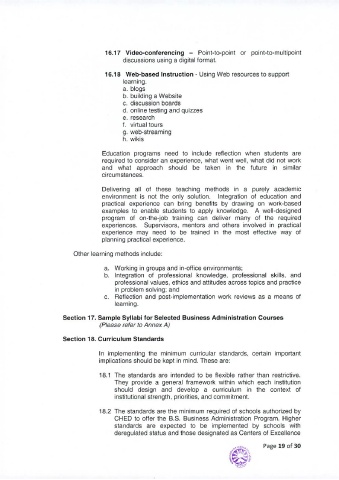 16.17 Video-conferencing – Point-to-point or point-to-multipoint
discussions using a digital format.
16.18 Web-based Instruction - Using Web resources to support
learning.
a. blogs
b. building a Website
c. discussion boards
d. online testing and quizzes
e. research
f. virtual tours
g. web-streaming
h. wikis
Education programs need to include reflection when students are
required to consider an experience, what went well, what did not work
and what approach should be taken in the future in similar
circumstances.
Delivering all of these teaching methods in a purely academic
environment is not the only solution. Integration of education and
practical experience can bring benefits by drawing on work-based
examples to enable students to apply knowledge. A well-designed
program of on-the-job training can deliver many of the required
experiences. Supervisors, mentors and others involved in practical
experience may need to be trained in the most effective way of
planning practical experience.
Other learning methods include:
a. Working in groups and in-office environments;
b. Integration of professional knowledge, professional skills, and
professional values, ethics and attitudes across topics and practice
in problem solving; and
c. Reflection and post-implementation work reviews as a means of
learning.
Section 17. Sample Syllabi for Selected Business Administration Courses
(Please refer to Annex A)
Section 18. Curriculum Standards
In implementing the minimum curricular standards, certain important
implications should be kept in mind. These are:
18.1 The standards are intended to be flexible rather than restrictive.
They provide a general framework within which each institution
should design and develop a curriculum in the context of
institutional strength, priorities, and commitment.
18.2 The standards are the minimum required of schools authorized by
CHED to offer the B.S. Business Administration Program. Higher
standards are expected to be implemented by schools with
deregulated status and those designated as Centers of Excellence
Page 19 of 30